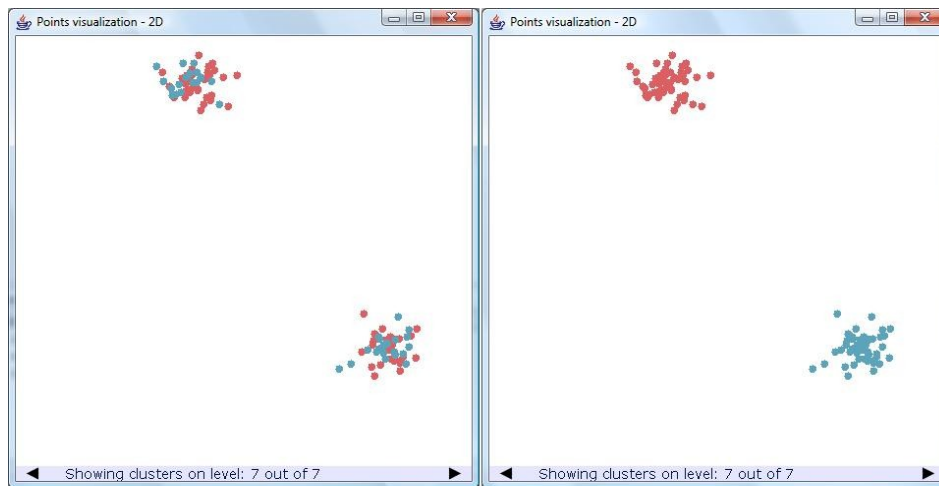 Points visualization - 2D
Points visualization - 2D
Showing clusters on level: 7 out of 7
Showing clusters on level: 7 out of 7